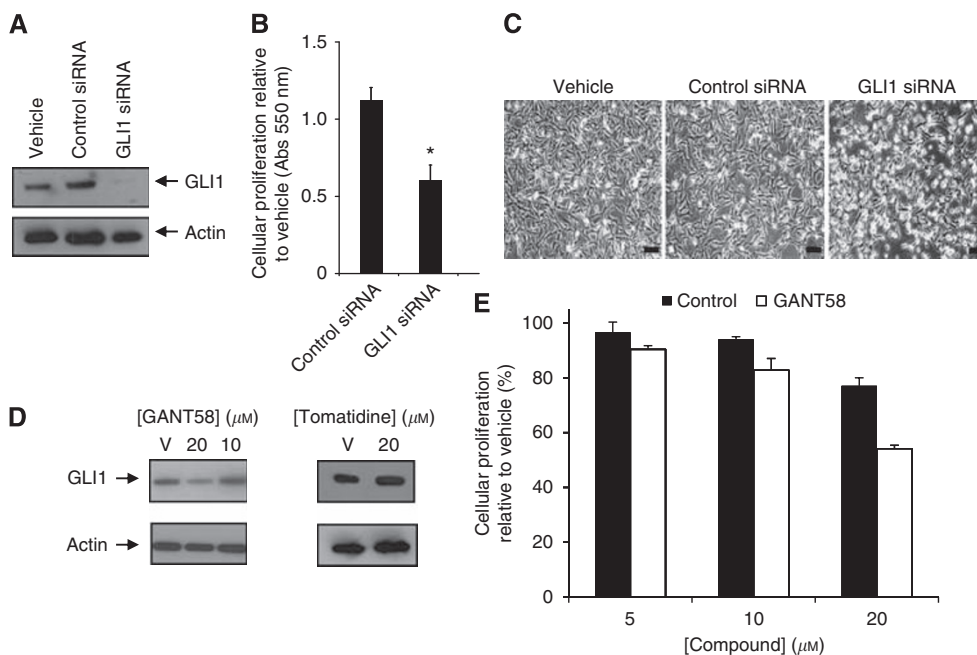 A
Vehicle
Control siRNA
GLI1 siRNA
GLI1
Actin
B
Cellular proliferation relative
to vehicle (Abs 550 nm)
1.5
1.0
0.5
0
*
Control siRNA
GLI1 siRNA
C
Vehicle
Control siRNA
GLI1 siRNA
D
[GANT58] (µM)
V 20 10
[Tomatidine] (µM)
V 20
GLI1
Actin
E
Control
GANT58
Cellular proliferation
relative to vehicle (%)
100
80
60
40
20
0
5
10
20
[Compound] (µM)